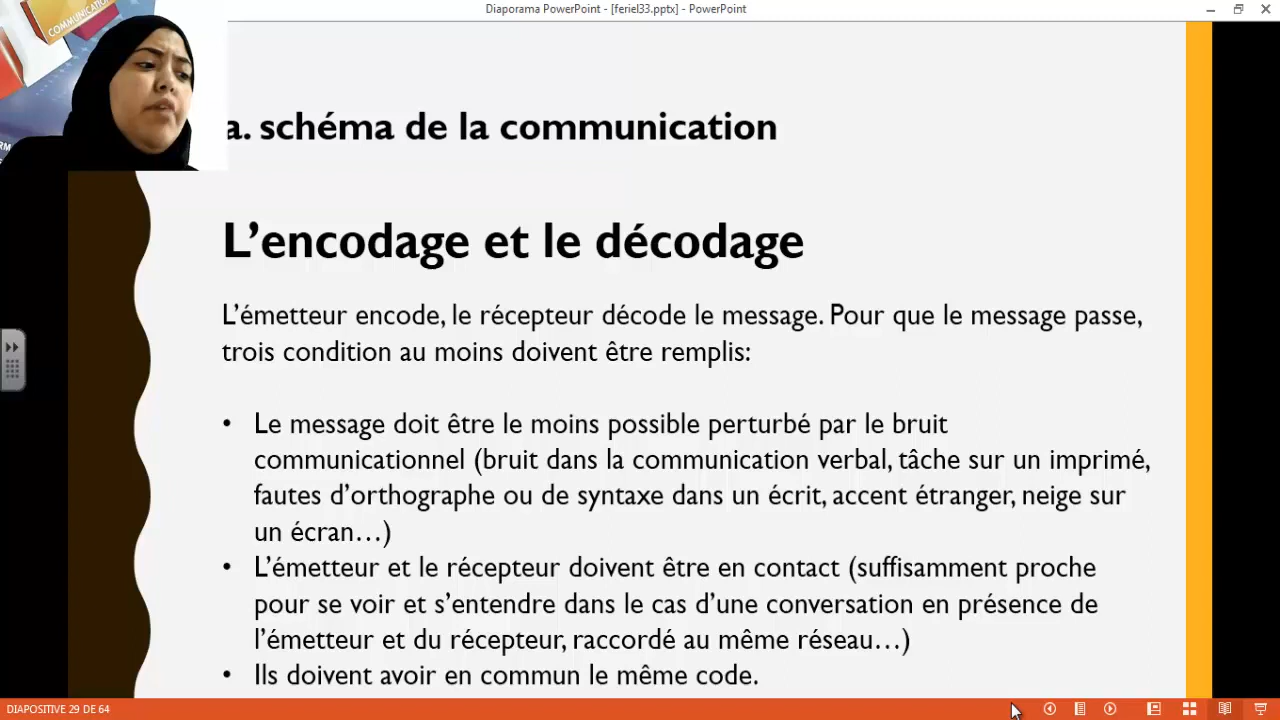 Diaporama PowerPoint - [feriel33.pptx] - PowerPoint
COMMUNICATION
a. schéma de la communication
L’encodage et le décodage
L’émetteur encode, le récepteur décode le message. Pour que le message passe,
trois condition au moins doivent être remplis:
• Le message doit être le moins possible perturbé par le bruit
communicationnel (bruit dans la communication verbal, tâche sur un imprimé,
fautes d’orthographe ou de syntaxe dans un écrit, accent étranger, neige sur
un écran…)
• L’émetteur et le récepteur doivent être en contact (suffisamment proche
pour se voir et s’entendre dans le cas d’une conversation en présence de
l’émetteur et du récepteur, raccordé au même réseau…)
• Ils doivent avoir en commun le même code.
DIAPOSITIVE 29 DE 64